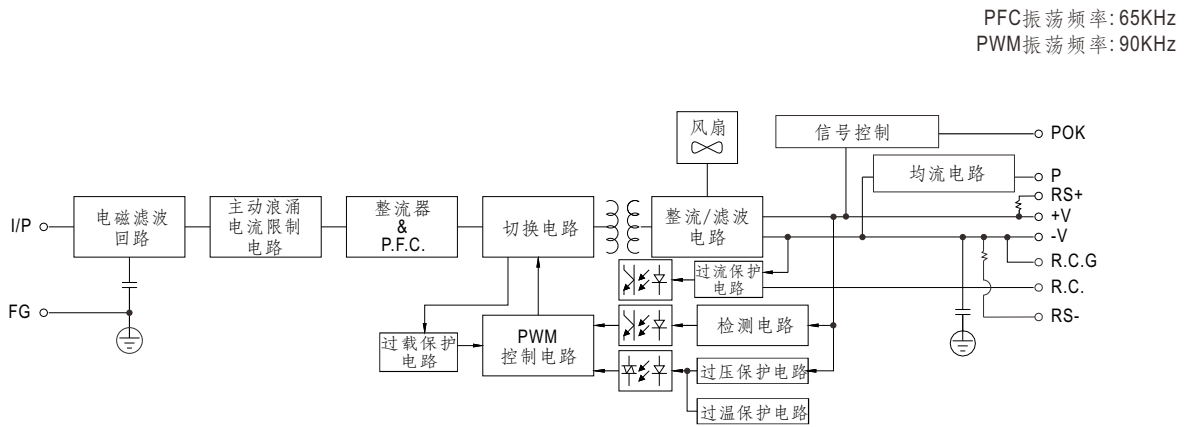 PFC振荡频率: 65KHz
PWM振荡频率: 90KHz
风扇
信号控制
POK
均流电路
P
RS+
I/P
电磁滤波
回路
主动浪涌
电流限制
电路
整流器
&
P.F.C.
切换电路
整流/滤波
电路
+V
-V
过流保护
电路
R.C.G
R.C.
FG
RS-
过载保护
电路
PWM
控制电路
检测电路
过压保护电路
过温保护电路